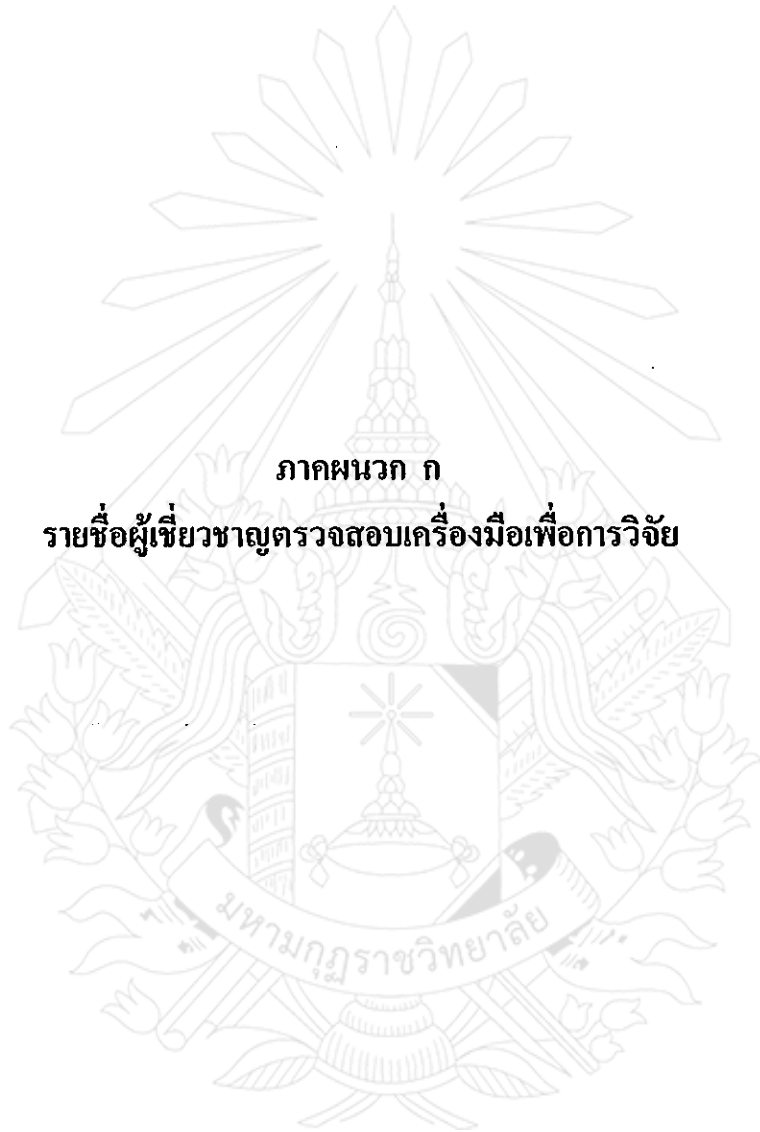 ภาคผนวก ก
รายชื่อผู้เชี่ยวชาญตรวจสอบเครื่องมือเพื่อการวิจัย
มหามกุฏราชวิทยาลัย